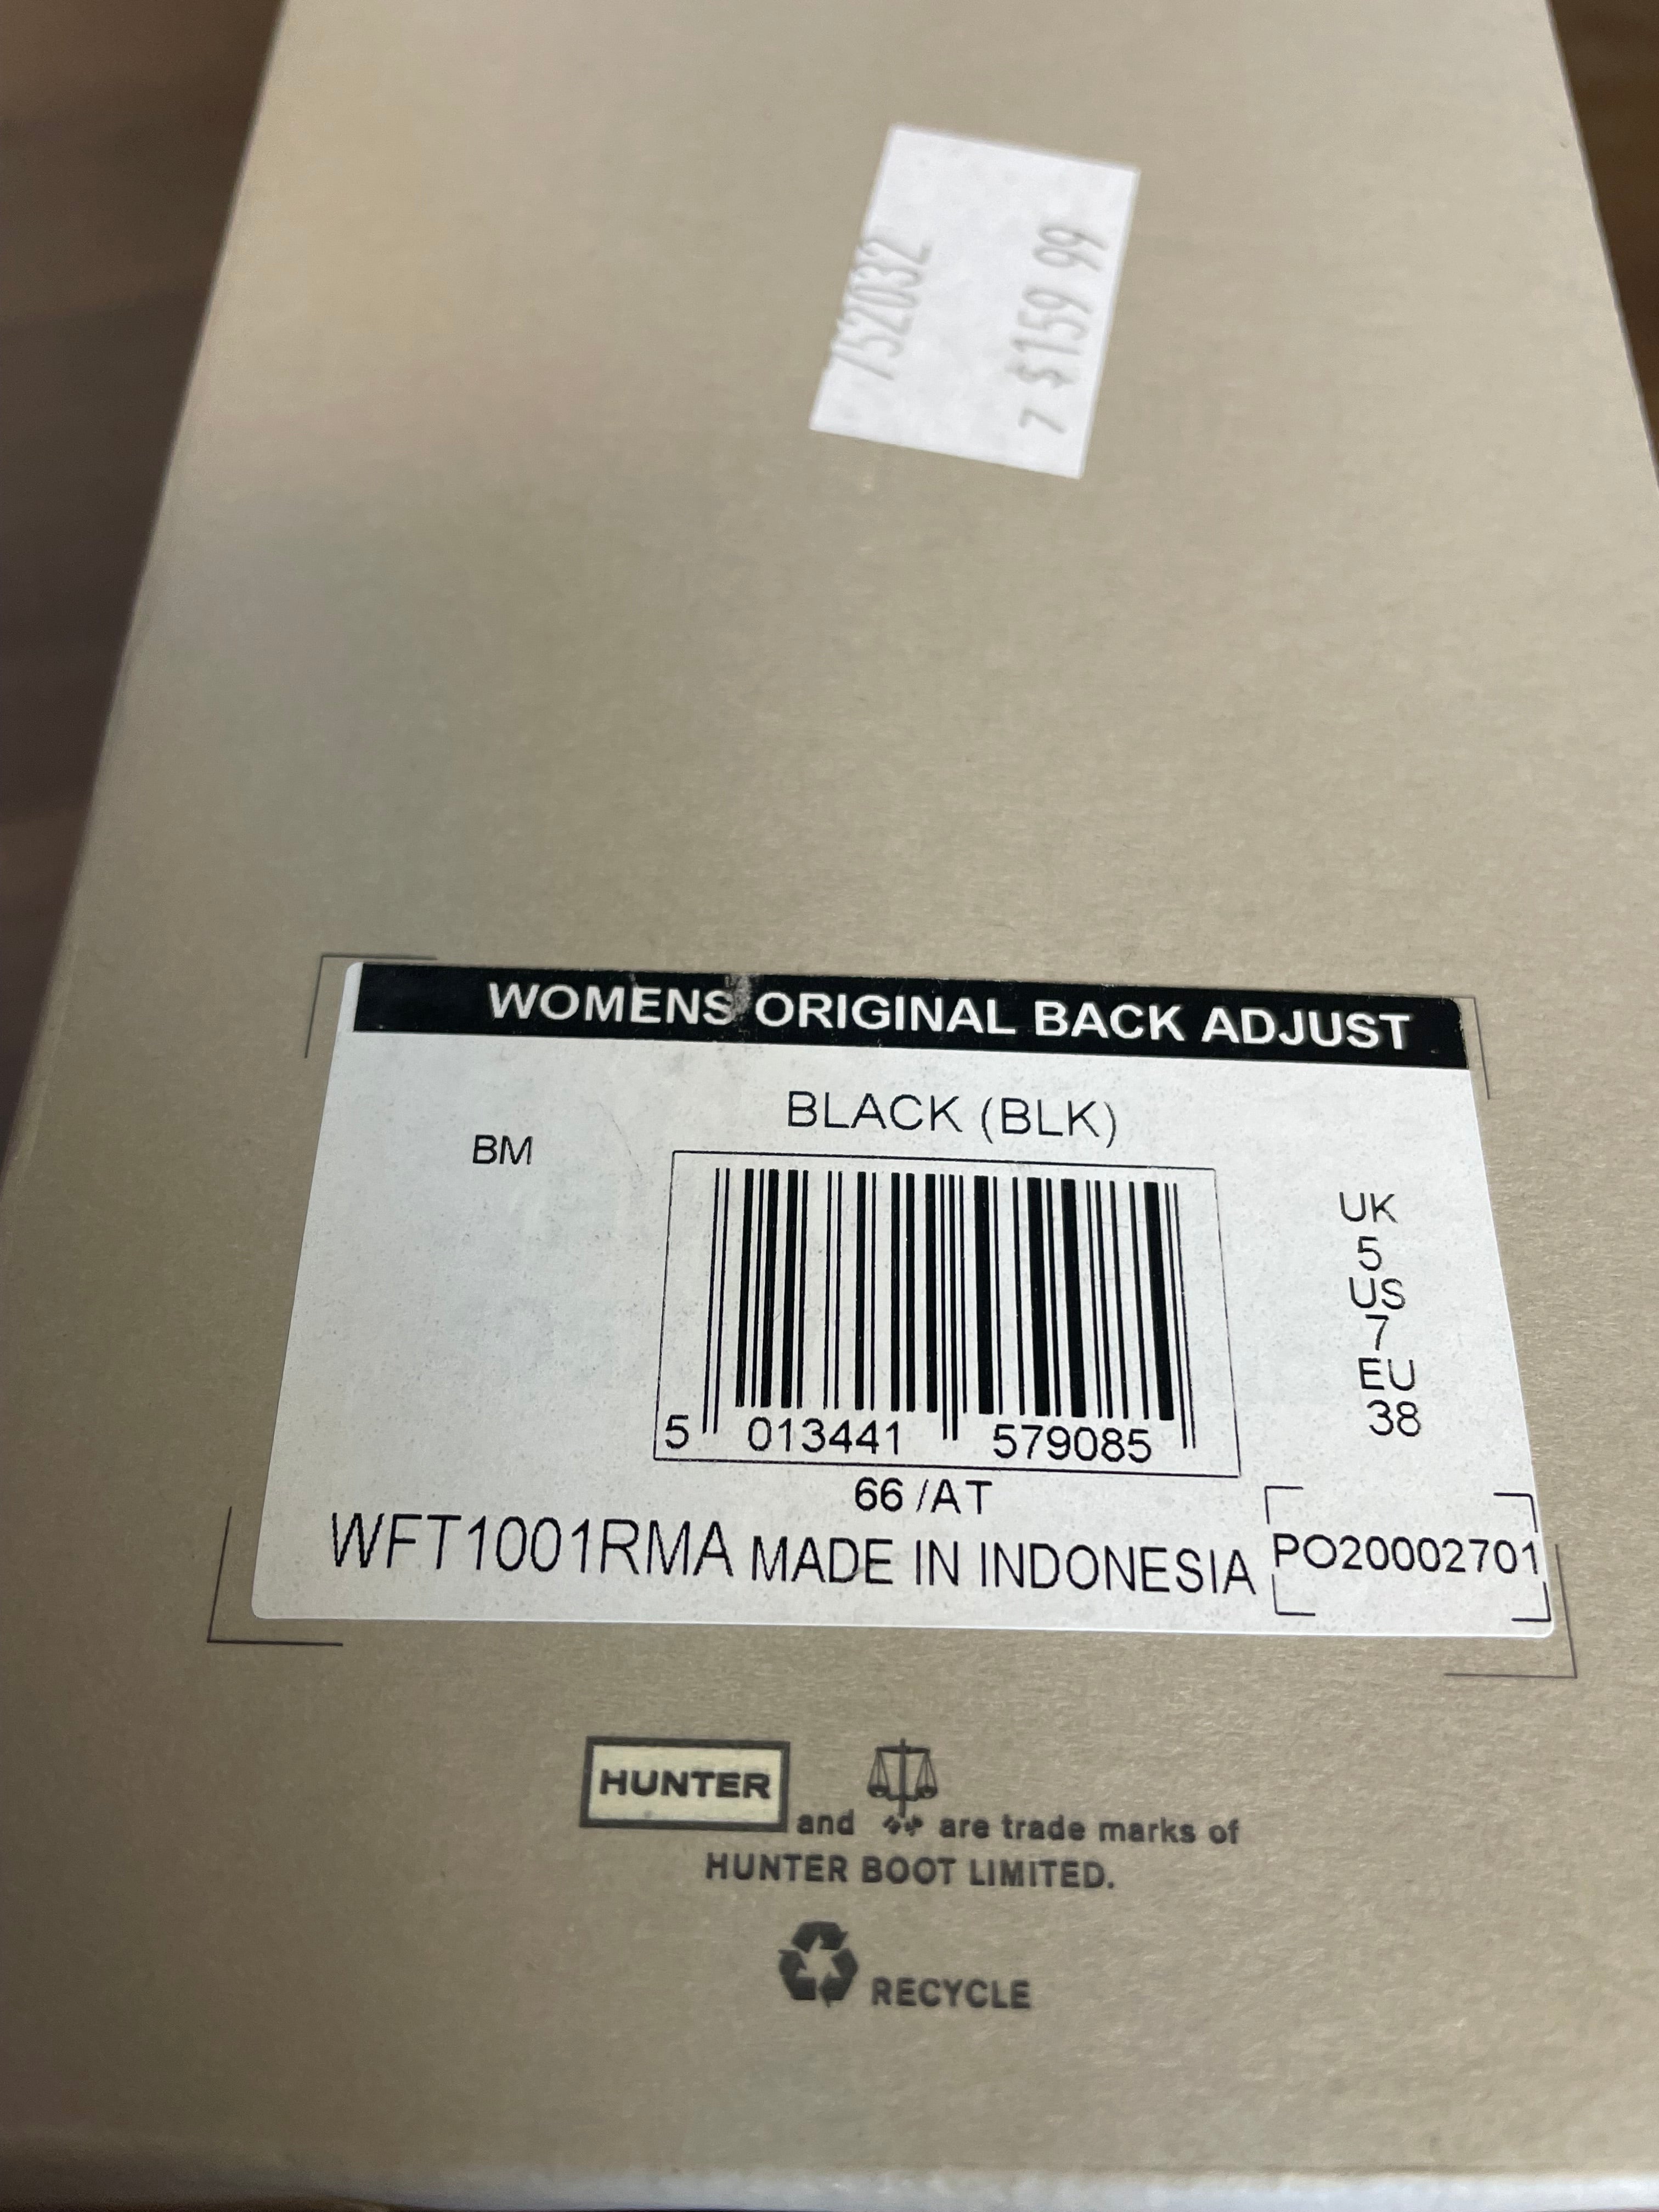 752032
7 $159 99
WOMENS ORIGINAL BACK ADJUST
BLACK (BLK)
BM
UK
5
US
7
EU
38
5 013441 579085
66 /AT
WFT1001RMA MADE IN INDONESIA PO20002701
HUNTER and are trade marks of
HUNTER BOOT LIMITED.
RECYCLE